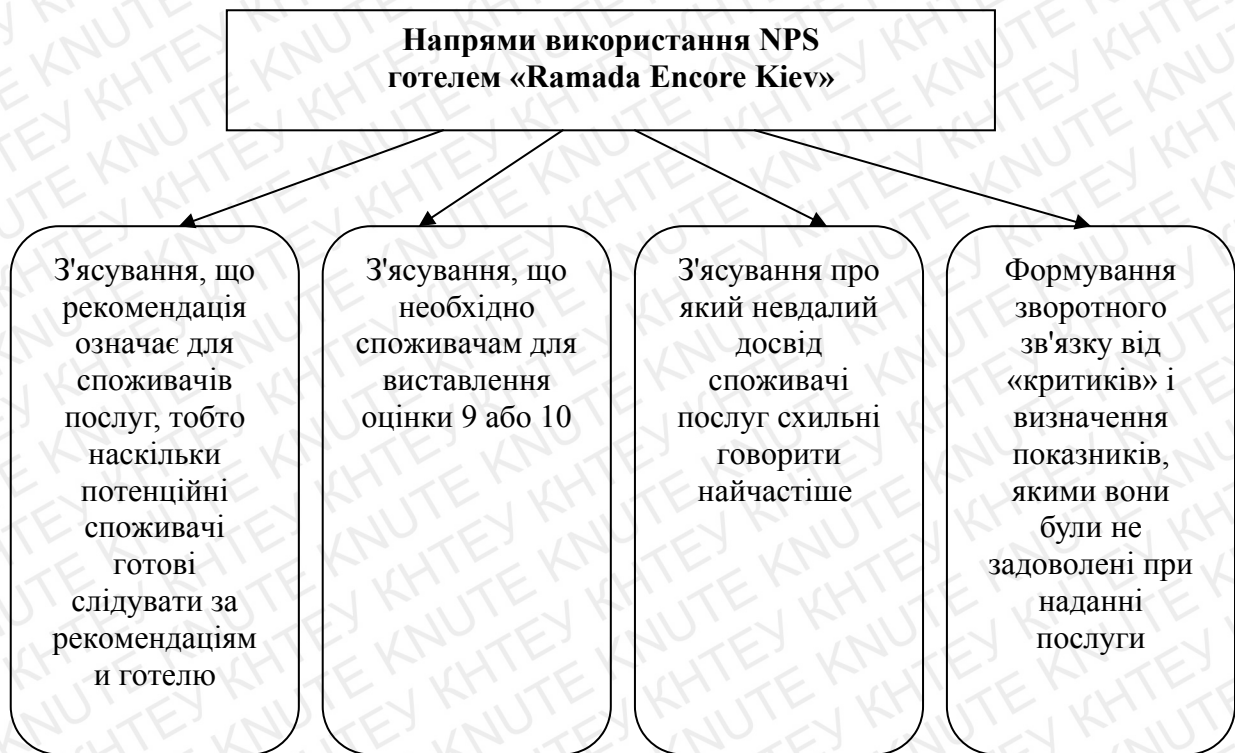 Напрями використання NPS
готелем «Ramada Encore Kiev»
З'ясування, що
рекомендація
означає для
споживачів
послуг, тобто
наскільки
потенційні
споживачі
готові
слідувати за
рекомендаціям
и готелю
З'ясування, що
необхідно
споживачам для
виставлення
оцінки 9 або 10
З'ясування про
який невдалий
досвід
споживачі
послуг схильні
говорити
найчастіше
Формування
зворотного
зв'язку від
«критиків» і
визначення
показників,
якими вони
були не
задоволені при
наданні
послуги